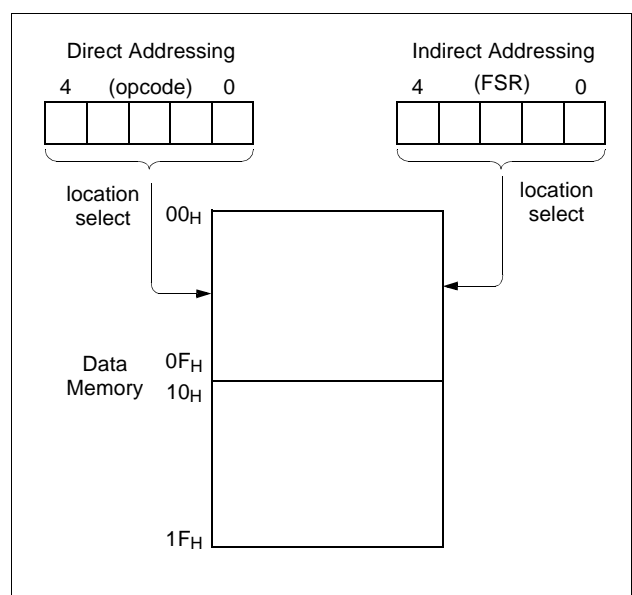 Direct Addressing
4 (opcode) 0
location
select
Indirect Addressing
4 (FSR) 0
location
select
00H
0FH
10H
1FH
Data
Memory